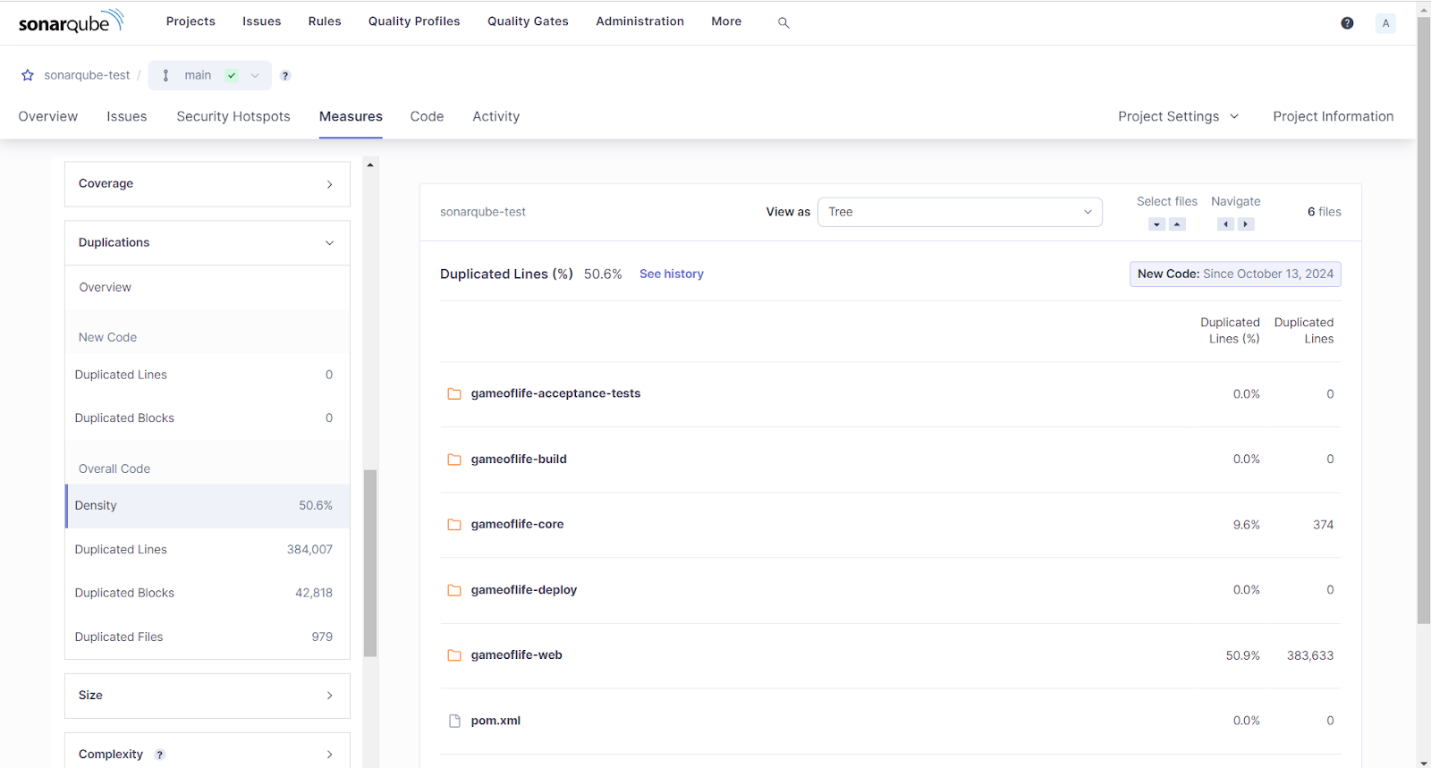 sonarqube Projects Issues Rules Quality Profiles Quality Gates Administration More ? A
sonarqube-test / main ?
Overview Issues Security Hotspots Measures Code Activity Project Settings Project Information
Coverage
Duplications
Overview
New Code
Duplicated Lines 0
Duplicated Blocks 0
Overall Code
Density 50.6%
Duplicated Lines 384,007
Duplicated Blocks 42,818
Duplicated Files 979
Size
Complexity ?
sonarqube-test View as Tree Select files Navigate 6 files
Duplicated Lines (%) 50.6% See history New Code: Since October 13, 2024
Duplicated Duplicated
Lines (%) Lines
gameoflife-acceptance-tests 0.0% 0
gameoflife-build 0.0% 0
gameoflife-core 9.6% 374
gameoflife-deploy 0.0% 0
gameoflife-web 50.9% 383,633
pom.xml 0.0% 0